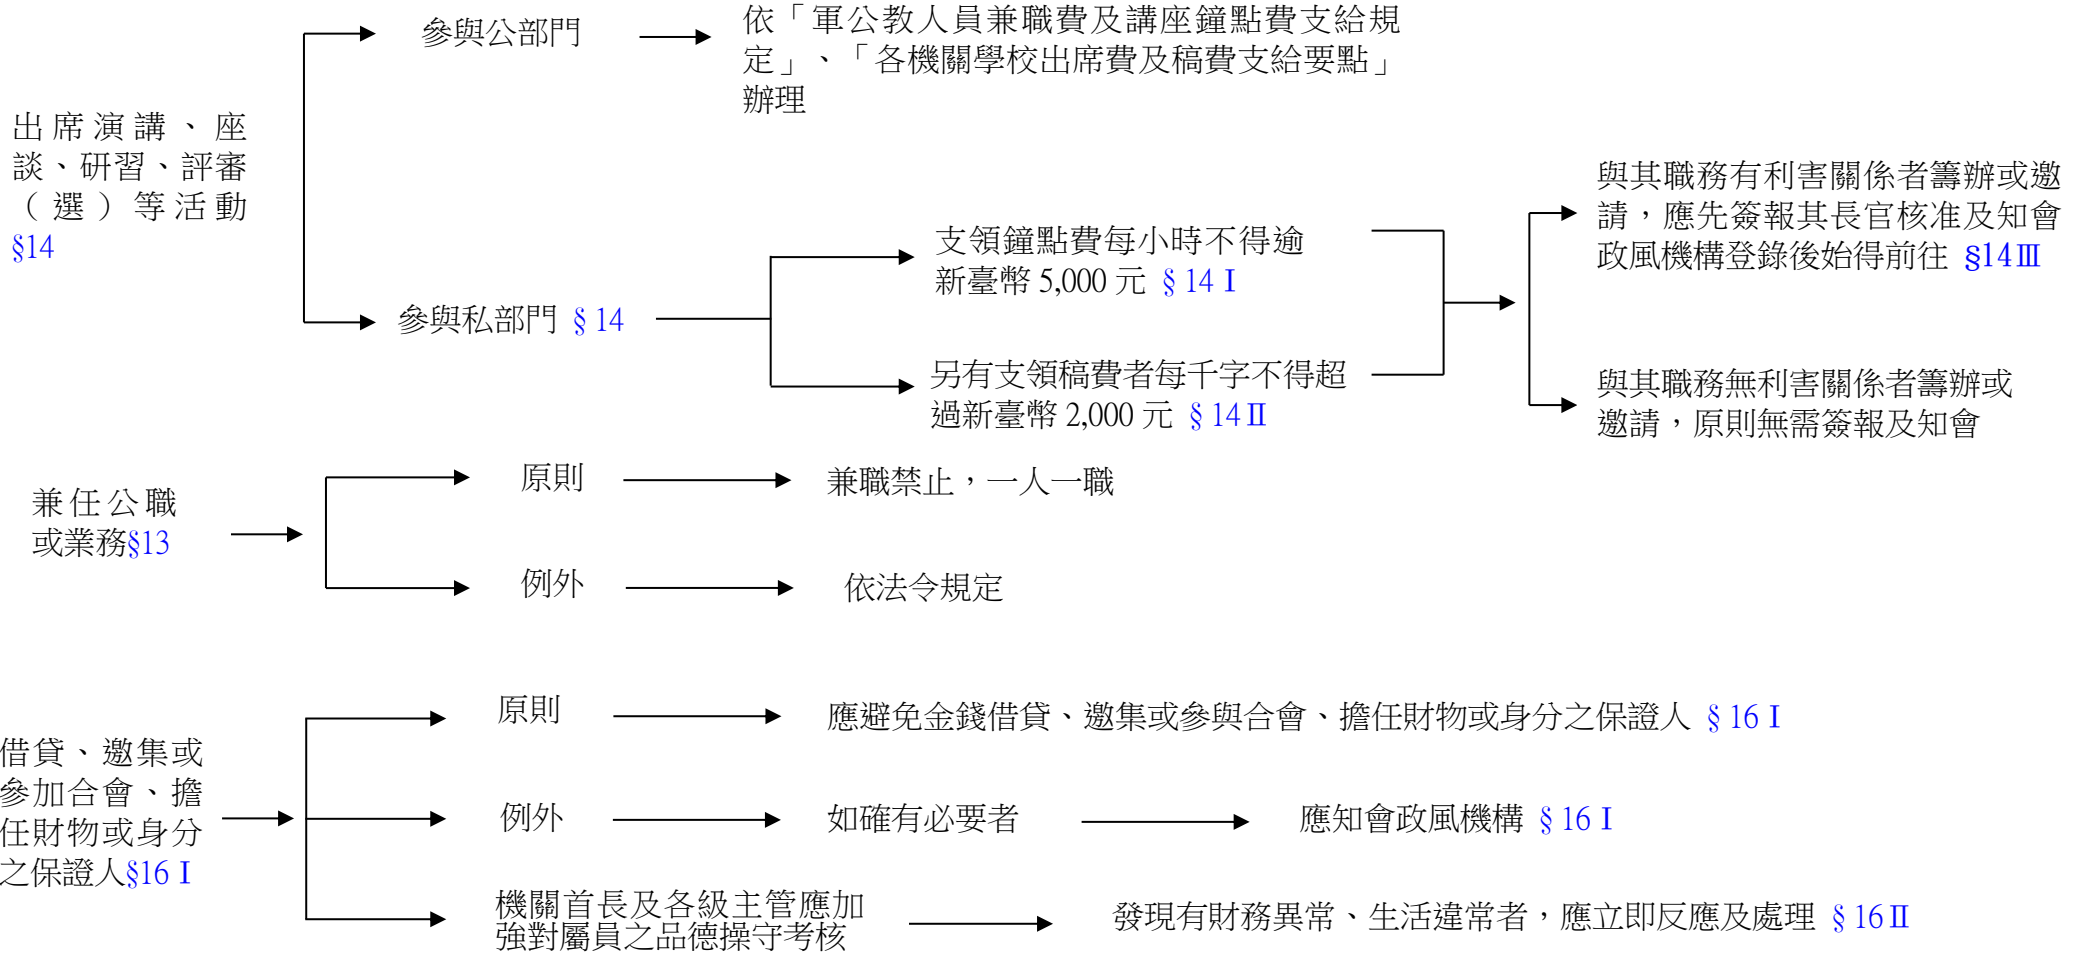 出席演講、座
談、研習、評審
（選）等活動
§14
參與公部門
依「軍公教人員兼職費及講座鐘點費支給規
定」、「各機關學校出席費及稿費支給要點」
辦理
參與私部門 §14
支領鐘點費每小時不得逾
新臺幣 5,000 元 §14Ⅰ
另有支領稿費者每千字不得超
過新臺幣 2,000 元 §14Ⅱ
與其職務有利害關係者籌辦或邀
請，應先簽報其長官核准及知會
政風機構登錄後始得前往 §14Ⅲ
與其職務無利害關係者籌辦或
邀請，原則無需簽報及知會
兼任公職
或業務§13
原則
兼職禁止，一人一職
例外
依法令規定
借貸、邀集或
參加合會、擔
任財物或身分
之保證人§16Ⅰ
原則
應避免金錢借貸、邀集或參與合會、擔任財物或身分之保證人 §16Ⅰ
例外
如確有必要者
應知會政風機構 §16Ⅰ
機關首長及各級主管應加
強對屬員之品德操守考核
發現有財務異常、生活違常者，應立即反應及處理 §16Ⅱ